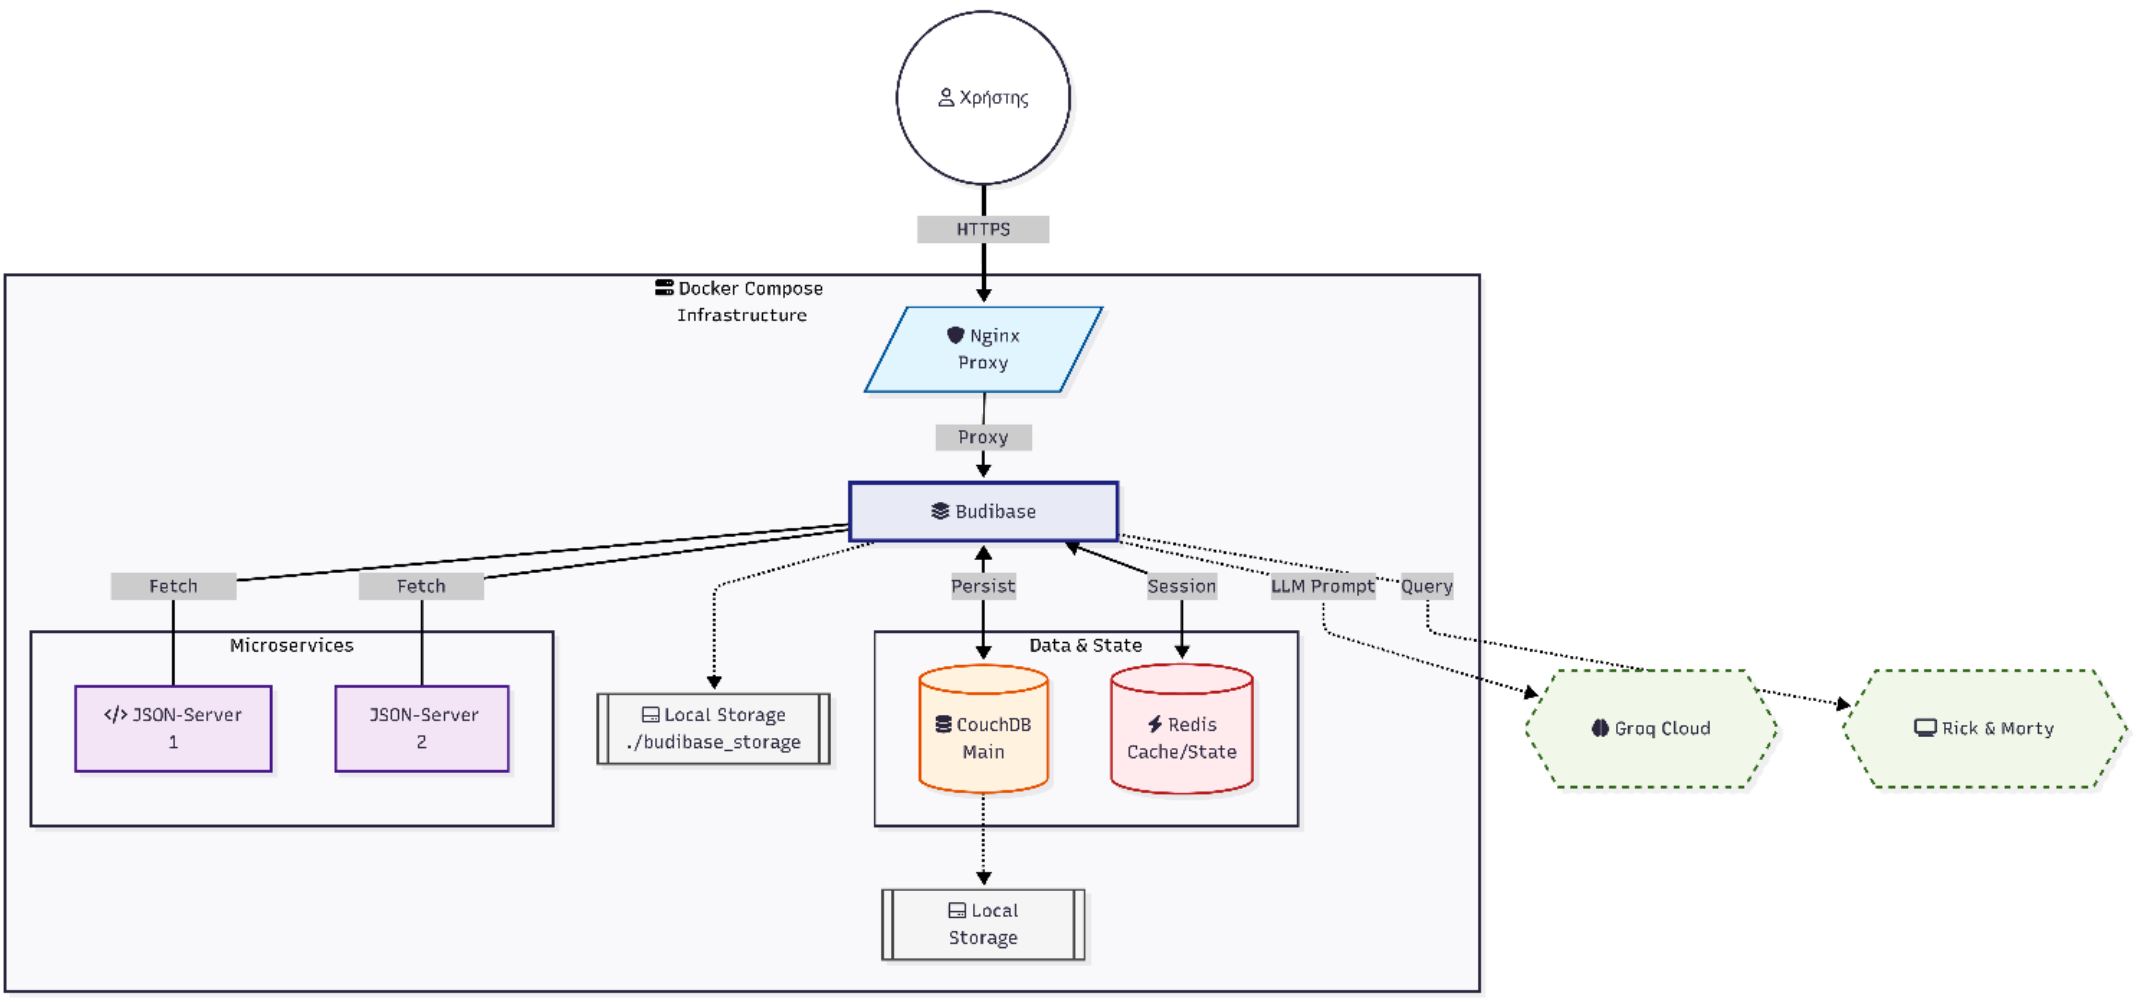 Χρήστης
HTTPS
Docker Compose
Infrastructure
Nginx
Proxy
Proxy
Budibase
Fetch
Fetch
Persist
Session
LLM Prompt
Query
Microservices
Data & State
</> JSON-Server
1
JSON-Server
2
Local Storage
./budibase_storage
CouchDB
Main
Redis
Cache/State
Groq Cloud
Rick & Morty
Local
Storage